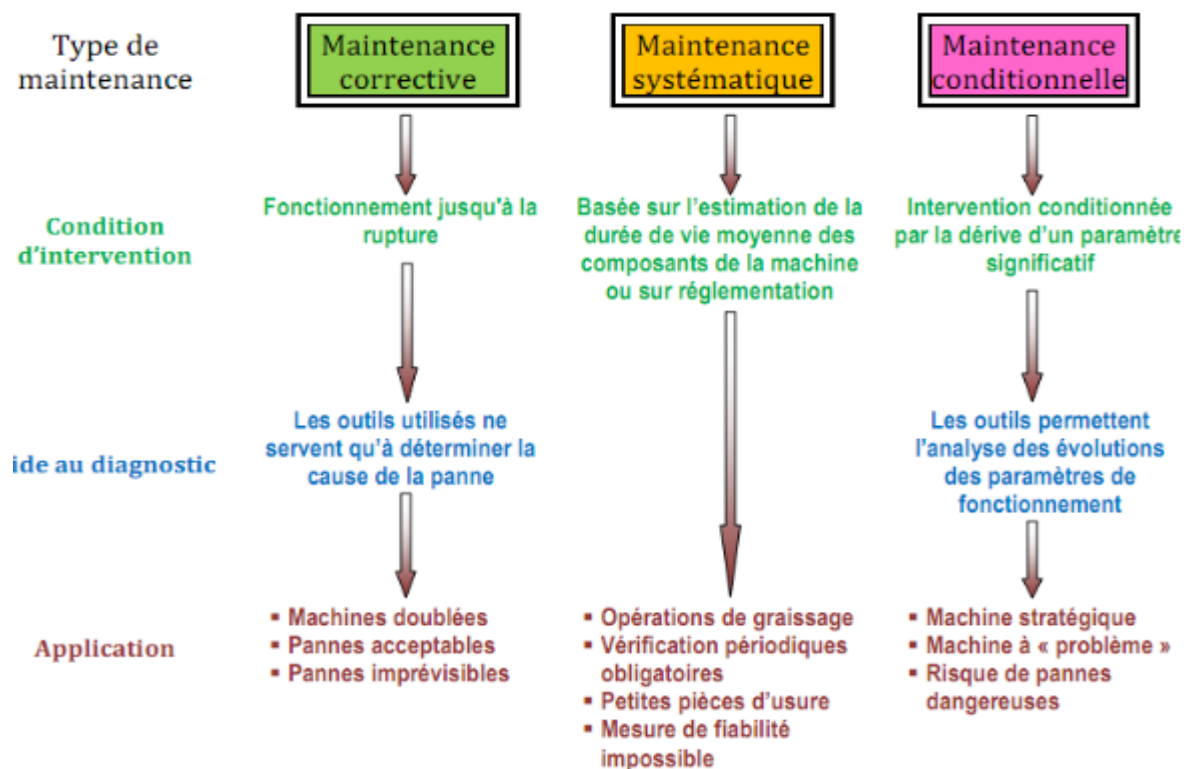 Type de
maintenance
Maintenance
corrective
Maintenance
systématique
Maintenance
conditionnelle
Condition
d'intervention
Fonctionnement jusqu'à la
rupture
Basée sur l'estimation de la
durée de vie moyenne des
composants de la machine
ou sur réglementation
Intervention conditionnée
par la dérive d'un paramètre
significatif
ide au diagnostic
Les outils utilisés ne
servent qu'à déterminer la
cause de la panne
Les outils permettent
l'analyse des évolutions
des paramètres de
fonctionnement
Application
▪ Machines doublées
▪ Pannes acceptables
▪ Pannes imprévisibles
▪ Opérations de graissage
▪ Vérification périodiques
obligatoires
▪ Petites pièces d'usure
▪ Mesure de fiabilité
impossible
▪ Machine stratégique
▪ Machine à « problème »
▪ Risque de pannes
dangereuses